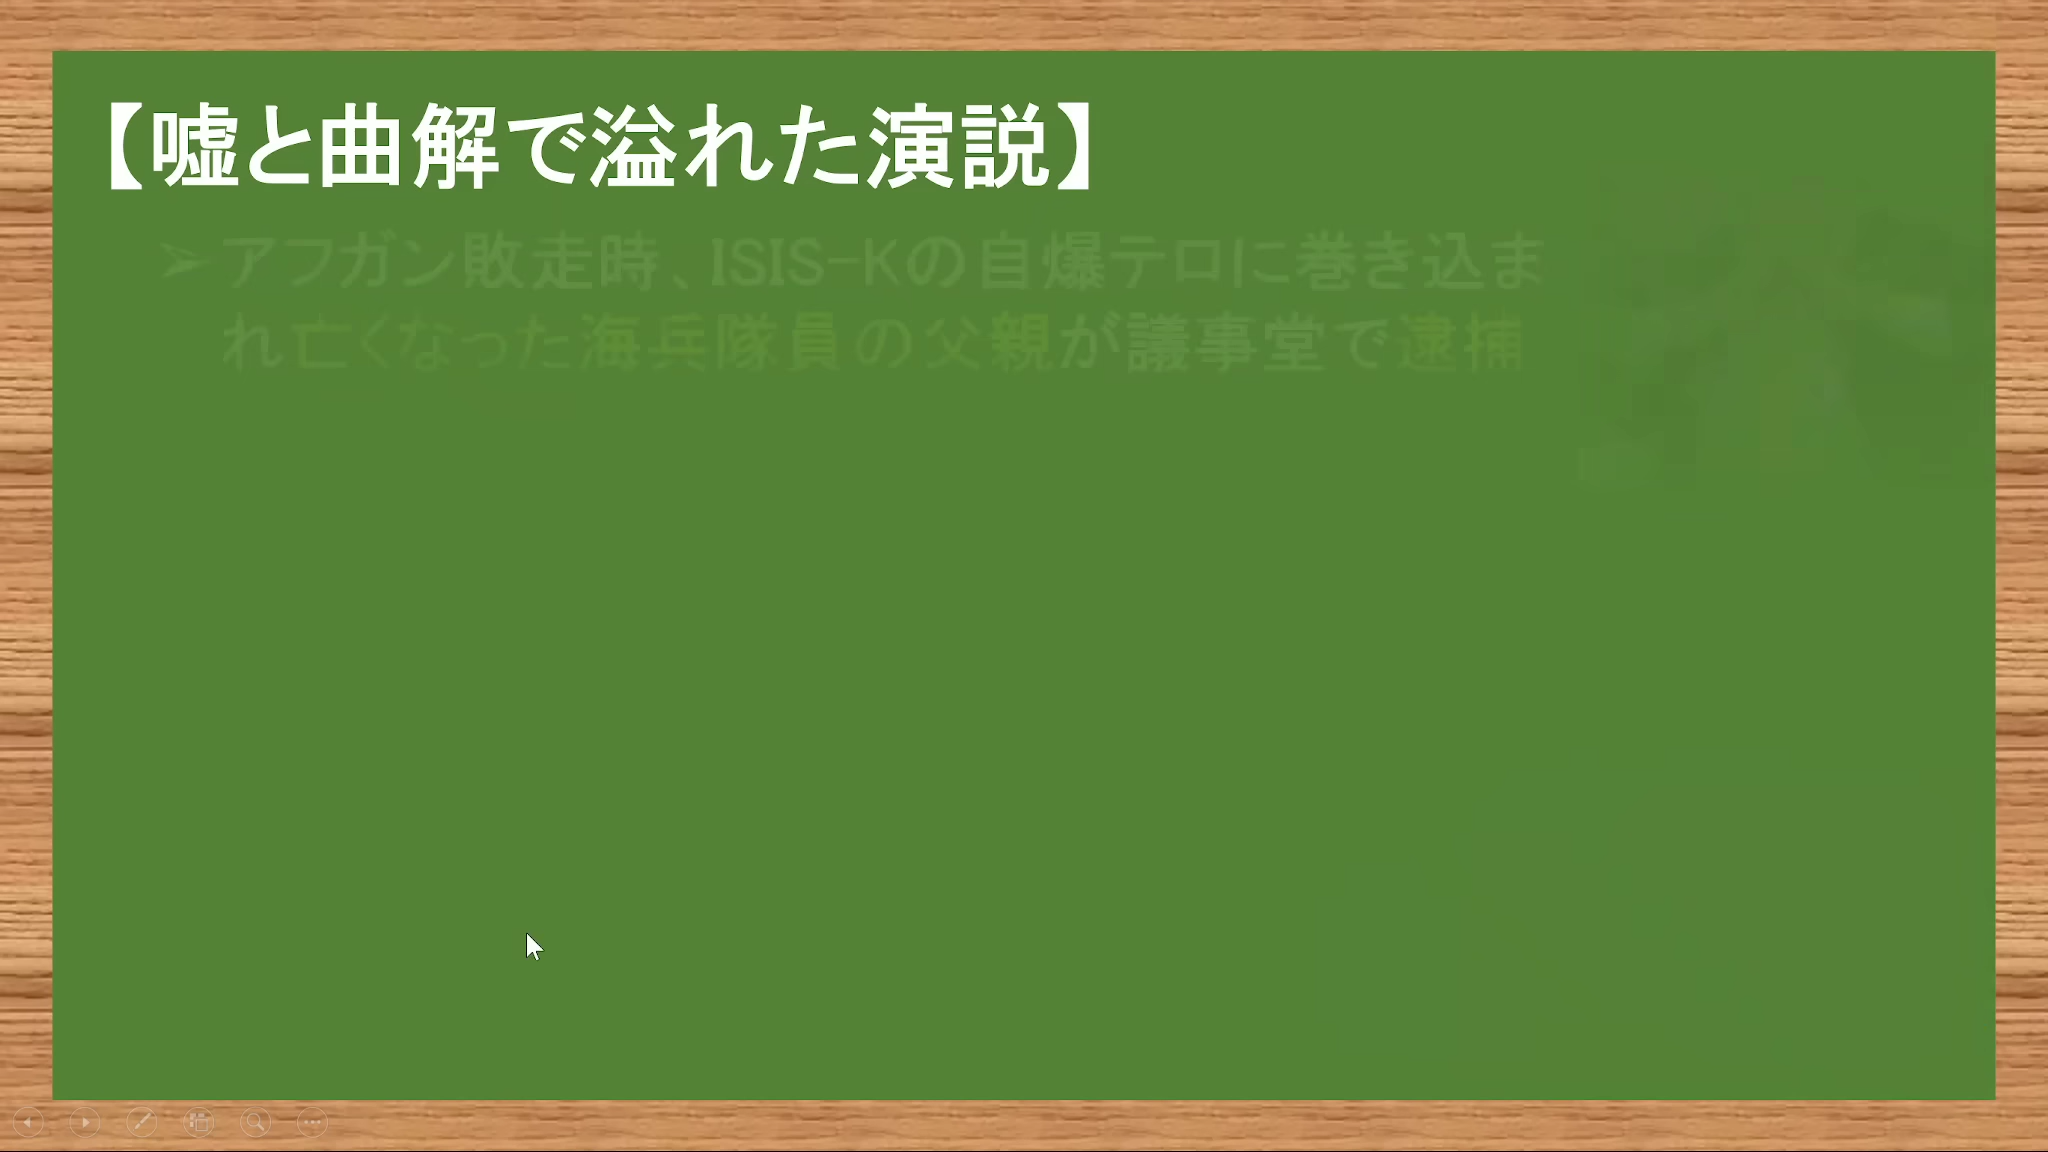 【嘘と曲解で溢れた演説】
➢ アフガン敗走時、ISIS-Kの自爆テロに巻き込ま
れ亡くなった海兵隊員の父親が議事堂で逮捕